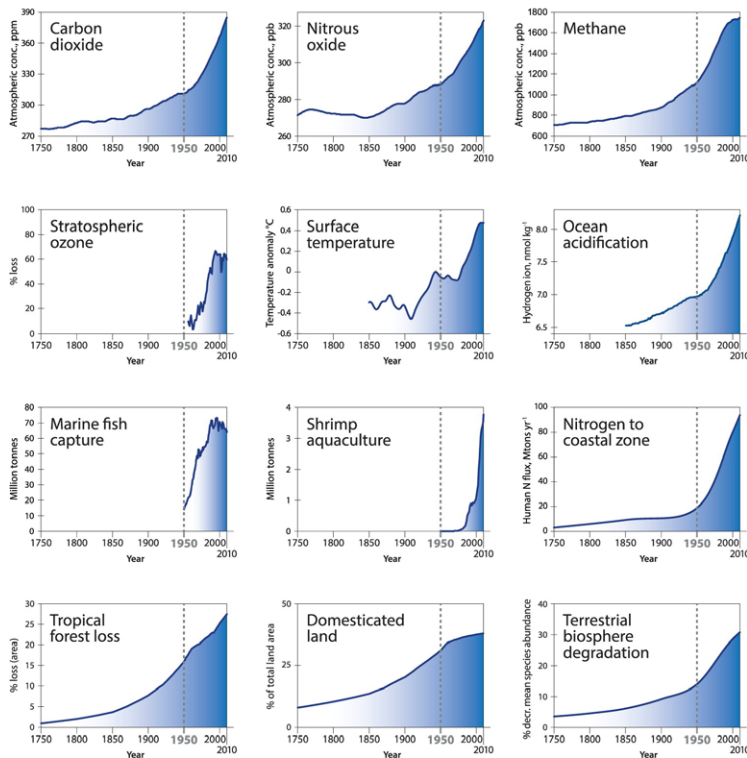 Carbon
dioxide
Atmospheric conc., ppm
390
360
330
300
270
1750 1800 1850 1900 1950 2000
2010
Year
Nitrous
oxide
Atmospheric conc., ppb
320
300
280
260
1750 1800 1850 1900 1950 2000
2010
Year
Methane
Atmospheric conc., ppb
1800
1600
1400
1200
1000
800
600
1750 1800 1850 1900 1950 2000
2010
Year
Stratospheric
ozone
% loss
100
80
60
40
20
0
1750 1800 1850 1900 1950 2000
2010
Year
Surface
temperature
Temperature anomaly °C
0.6
0.4
0.2
0
-0.2
-0.4
-0.6
1750 1800 1850 1900 1950 2000
2010
Year
Ocean
acidification
Hydrogen ion, nmol kg⁻¹
8.0
7.5
7.0
6.5
1750 1800 1850 1900 1950 2000
2010
Year
Marine fish
capture
Million tonnes
80
70
60
50
40
30
20
10
0
1750 1800 1850 1900 1950 2000
2010
Year
Shrimp
aquaculture
Million tonnes
4
3
2
1
0
1750 1800 1850 1900 1950 2000
2010
Year
Nitrogen to
coastal zone
Human N flux, Mtons yr⁻¹
100
80
60
40
20
0
1750 1800 1850 1900 1950 2000
2010
Year
Tropical
forest loss
% loss (area)
30
25
20
15
10
5
0
1750 1800 1850 1900 1950 2000
2010
Year
Domesticated
land
% of total land area
50
25
0
1750 1800 1850 1900 1950 2000
2010
Year
Terrestrial
biosphere
degradation
% decr. mean species abundance
40
30
20
10
0
1750 1800 1850 1900 1950 2000
2010
Year